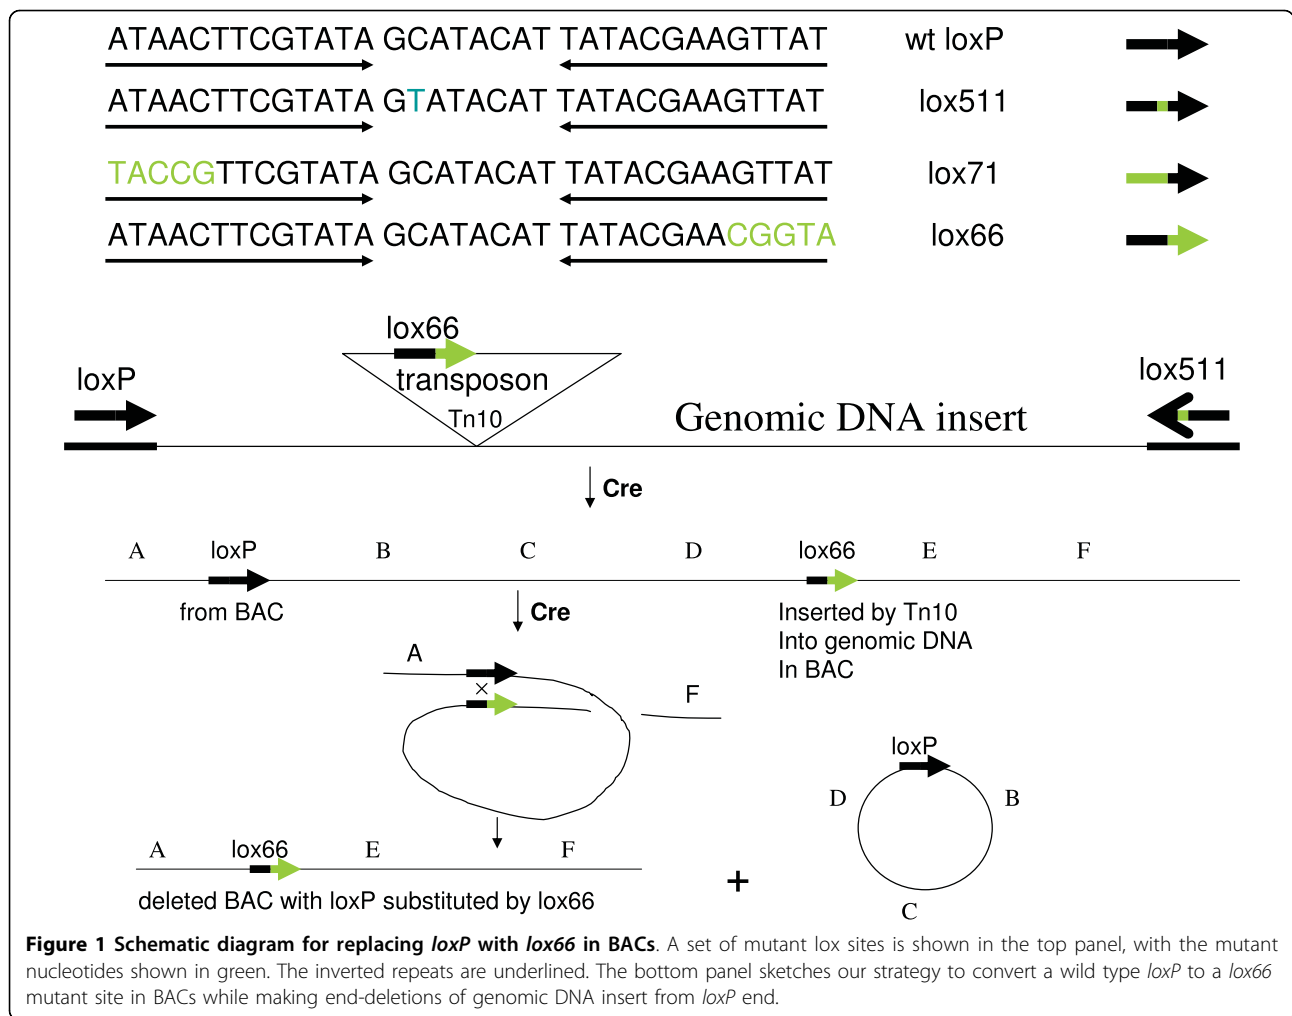 ATAACTTCGTATA GCATACAT TATACGAAGTTAT wt loxP
ATAACTTCGTATA GTATACAT TATACGAAGTTAT lox511
TACCGTTCGTATA GCATACAT TATACGAAGTTAT lox71
ATAACTTCGTATA GCATACAT TATACGAACGGTA lox66
lox66
loxP
transposon
lox511
Tn10
Genomic DNA insert
Cre
A loxP B C D lox66 E F
from BAC
Inserted by Tn10
Into genomic DNA
In BAC
Cre
A
×
F
loxP
D B
C
A lox66 E F
+
deleted BAC with loxP substituted by lox66
Figure 1 Schematic diagram for replacing loxP with lox66 in BACs. A set of mutant lox sites is shown in the top panel, with the mutant
nucleotides shown in green. The inverted repeats are underlined. The bottom panel sketches our strategy to convert a wild type loxP to a lox66
mutant site in BACs while making end-deletions of genomic DNA insert from loxP end.